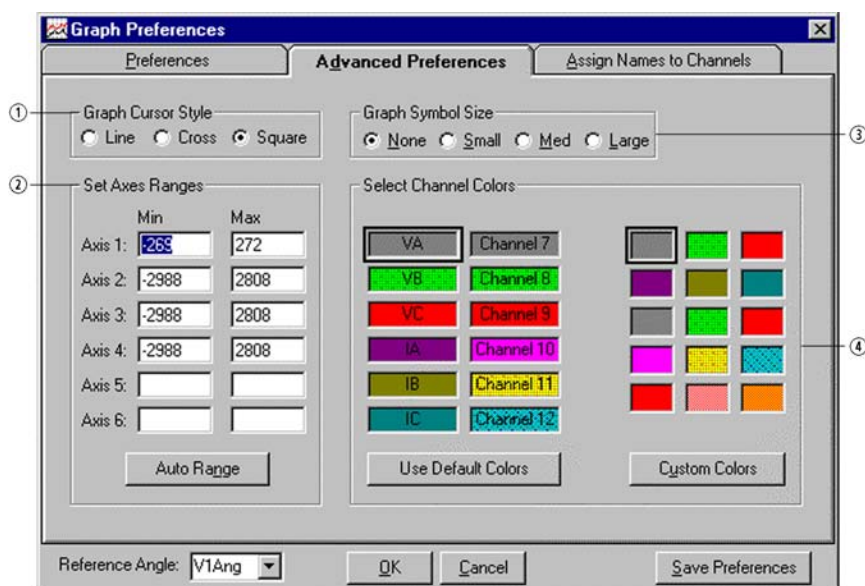 Graph Preferences
Preferences
Advanced Preferences
Assign Names to Channels
① Graph Cursor Style
Line Cross Square
Graph Symbol Size ③
None Small Med Large
② Set Axes Ranges
Min Max
Axis 1: -269 272
Axis 2: -2988 2808
Axis 3: -2988 2808
Axis 4: -2988 2808
Axis 5:
Axis 6:
Auto Range
Select Channel Colors
VA Channel 7
VB Channel 8
VC Channel 9
IA Channel 10
IB Channel 11
IC Channel 12
④
Use Default Colors
Custom Colors
Reference Angle: V1Ang
OK
Cancel
Save Preferences